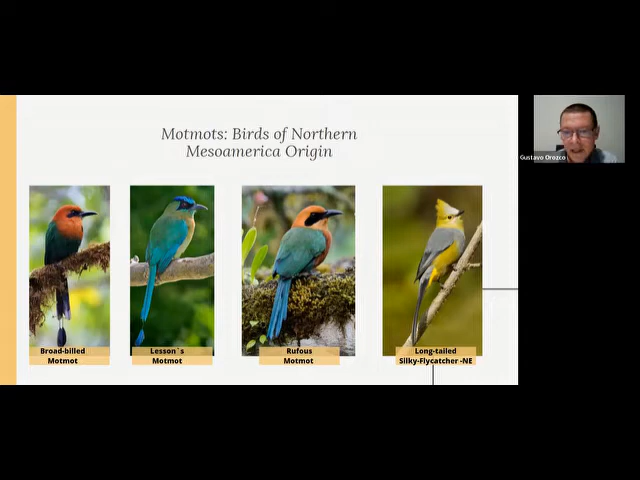 Motmots: Birds of Northern
Mesoamerica Origin
Gustavo Orozco
Broad-billed
Motmot
Lesson´s
Motmot
Rufous
Motmot
Long-tailed
Silky-Flycatcher -NE